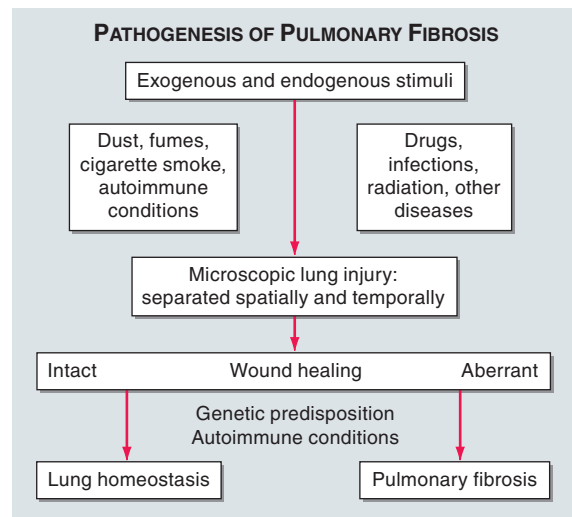 PATHOGENESIS OF PULMONARY FIBROSIS
Exogenous and endogenous stimuli
Dust, fumes,
cigarette smoke,
autoimmune
conditions
Drugs,
infections,
radiation, other
diseases
Microscopic lung injury:
separated spatially and temporally
Intact Wound healing Aberrant
Genetic predisposition
Autoimmune conditions
Lung homeostasis
Pulmonary fibrosis